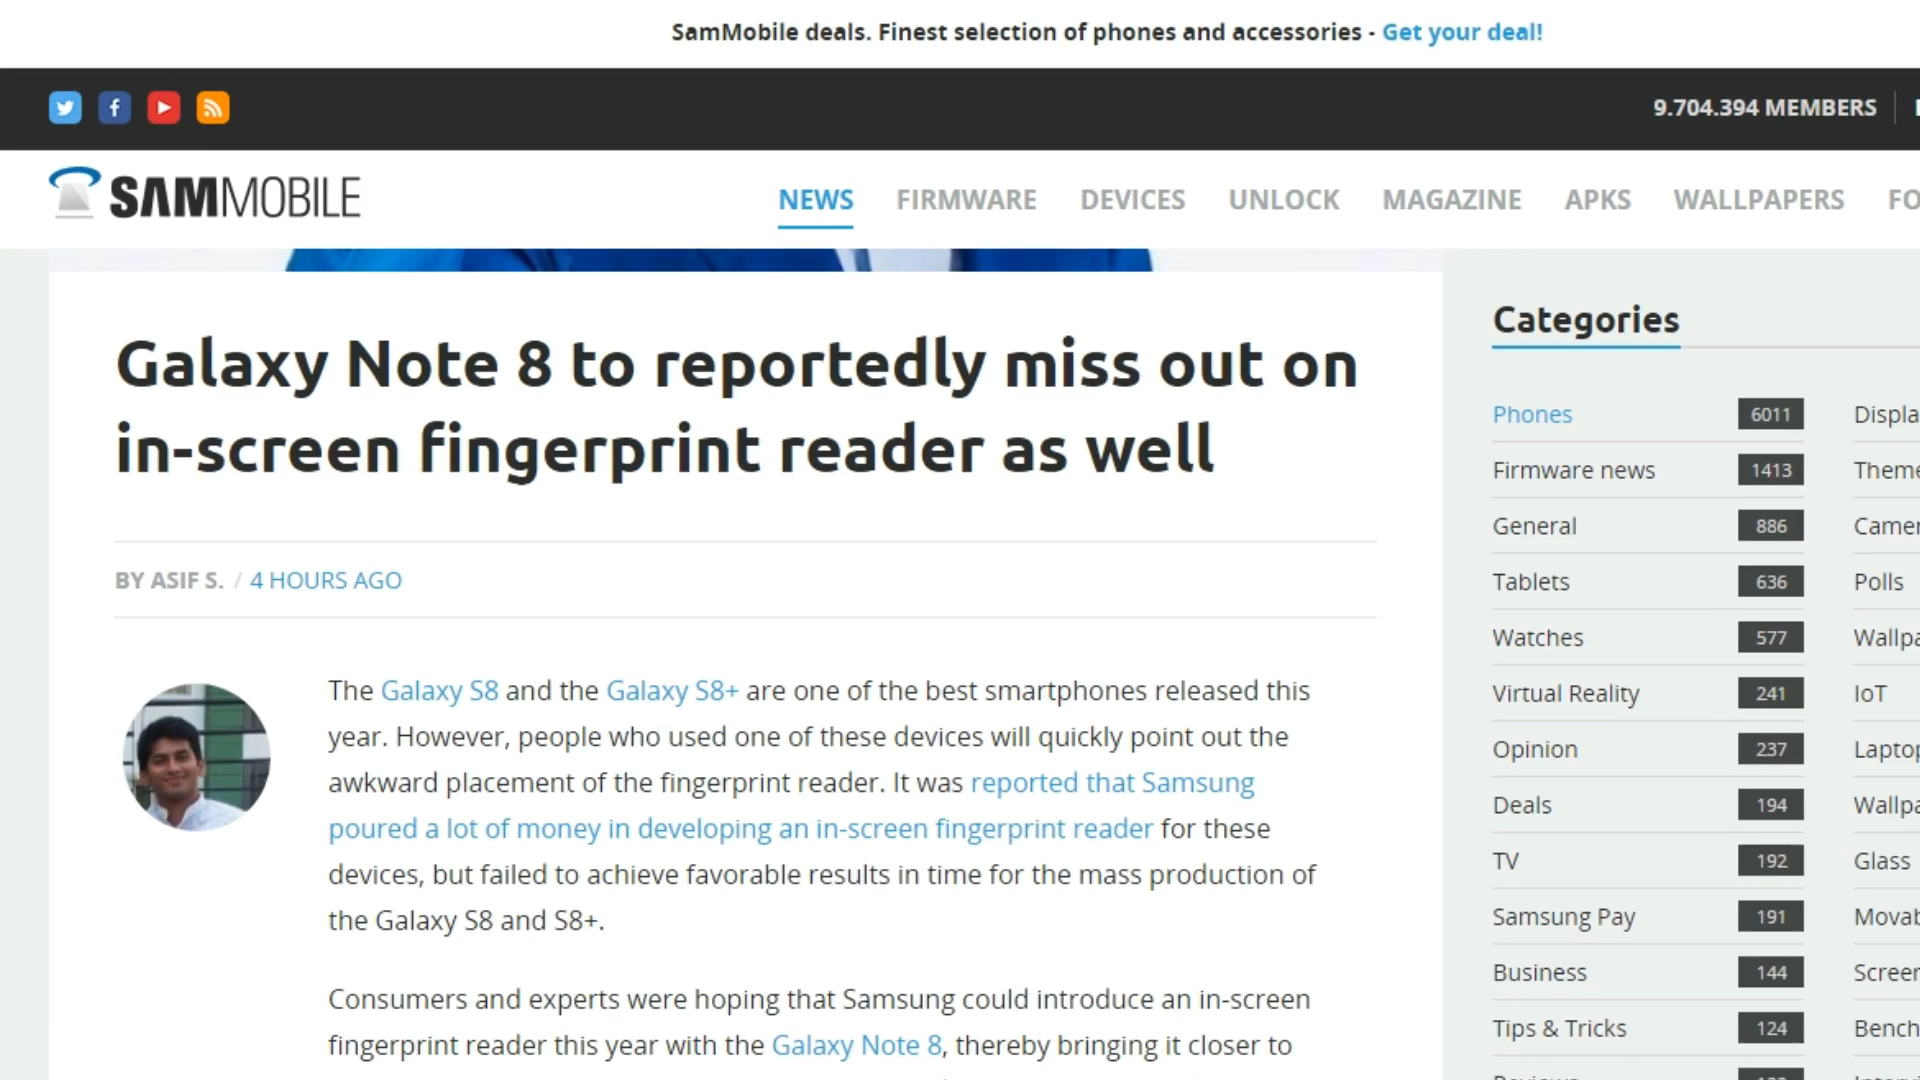 SamMobile deals. Finest selection of phones and accessories - Get your deal!
9.704.394 MEMBERS
SAMMOBILE
NEWS FIRMWARE DEVICES UNLOCK MAGAZINE APKS WALLPAPERS FO
Galaxy Note 8 to reportedly miss out on
in-screen fingerprint reader as well
BY ASIF S. / 4 HOURS AGO
The Galaxy S8 and the Galaxy S8+ are one of the best smartphones released this
year. However, people who used one of these devices will quickly point out the
awkward placement of the fingerprint reader. It was reported that Samsung
poured a lot of money in developing an in-screen fingerprint reader for these
devices, but failed to achieve favorable results in time for the mass production of
the Galaxy S8 and S8+.
Consumers and experts were hoping that Samsung could introduce an in-screen
fingerprint reader this year with the Galaxy Note 8, thereby bringing it closer to
Categories
Phones 6011 Displa
Firmware news 1413 Theme
General 886 Camer
Tablets 636 Polls
Watches 577 Wallpa
Virtual Reality 241 IoT
Opinion 237 Laptop
Deals 194 Wallpa
TV 192 Glass
Samsung Pay 191 Movab
Business 144 Screen
Tips & Tricks 124 Bench